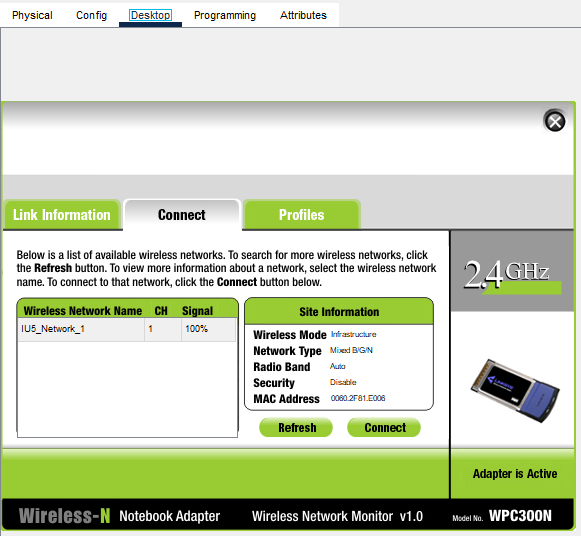 Physical Config Desktop Programming Attributes
Link Information Connect Profiles
Below is a list of available wireless networks. To search for more wireless networks, click
the Refresh button. To view more information about a network, select the wireless network
name. To connect to that network, click the Connect button below.
2.4GHz
Wireless Network Name CH Signal
IU5_Network_1 1 100%
Site Information
Wireless Mode Infrastructure
Network Type Mixed B/G/N
Radio Band Auto
Security Disable
MAC Address 0060.2F81.E006
Refresh Connect
Adapter is Active
Wireless-N Notebook Adapter Wireless Network Monitor v1.0 Model No. WPC300N